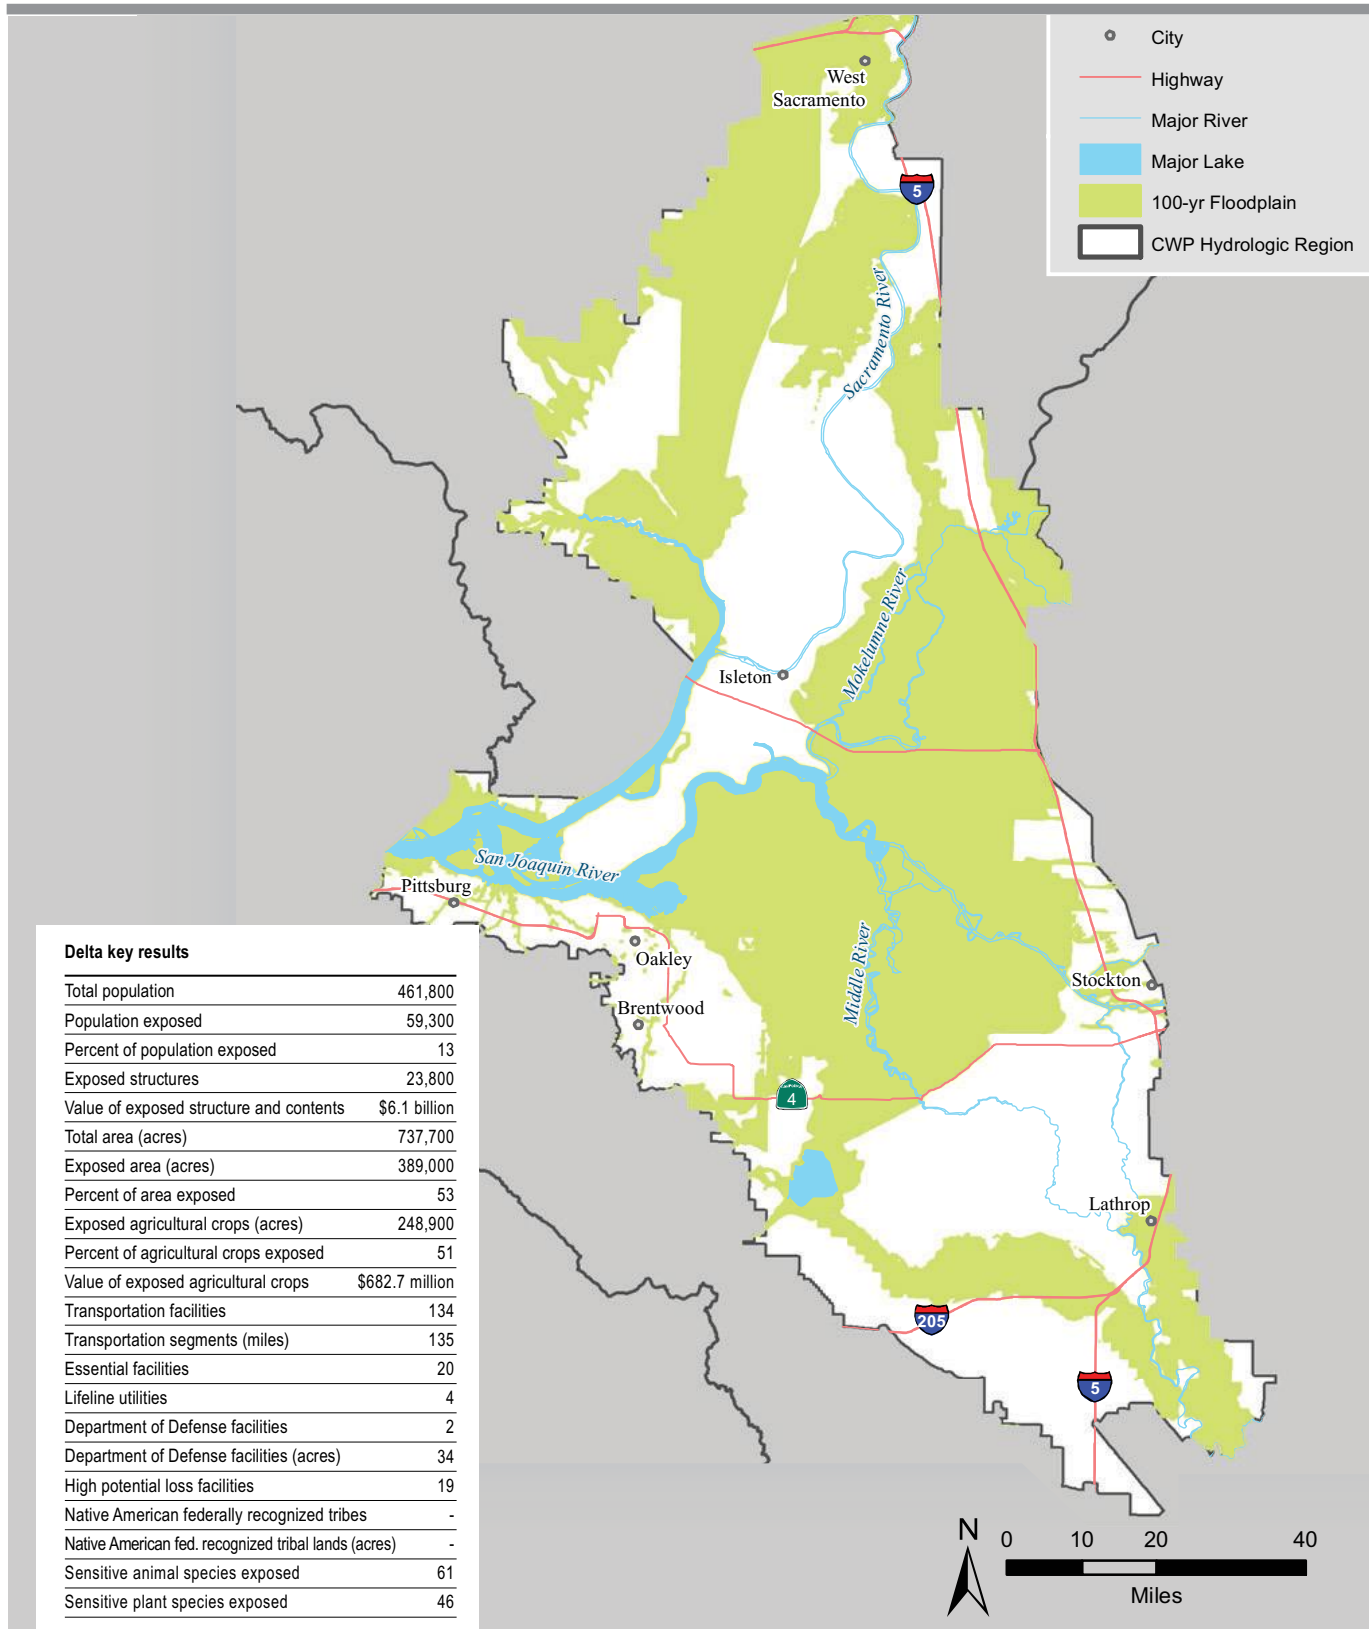 City
Highway
Major River
Major Lake
100-yr Floodplain
CWP Hydrologic Region
West
Sacramento
5
Sacramento River
Mokelumne River
Isleton
San Joaquin River
Pittsburg
Oakley
Middle River
Stockton
Brentwood
4
Lathrop
205
5
Delta key results
Total population 461,800
Population exposed 59,300
Percent of population exposed 13
Exposed structures 23,800
Value of exposed structure and contents $6.1 billion
Total area (acres) 737,700
Exposed area (acres) 389,000
Percent of area exposed 53
Exposed agricultural crops (acres) 248,900
Percent of agricultural crops exposed 51
Value of exposed agricultural crops $682.7 million
Transportation facilities 134
Transportation segments (miles) 135
Essential facilities 20
Lifeline utilities 4
Department of Defense facilities 2
Department of Defense facilities (acres) 34
High potential loss facilities 19
Native American federally recognized tribes -
Native American fed. recognized tribal lands (acres) -
Sensitive animal species exposed 61
Sensitive plant species exposed 46
N
0 10 20 40
Miles